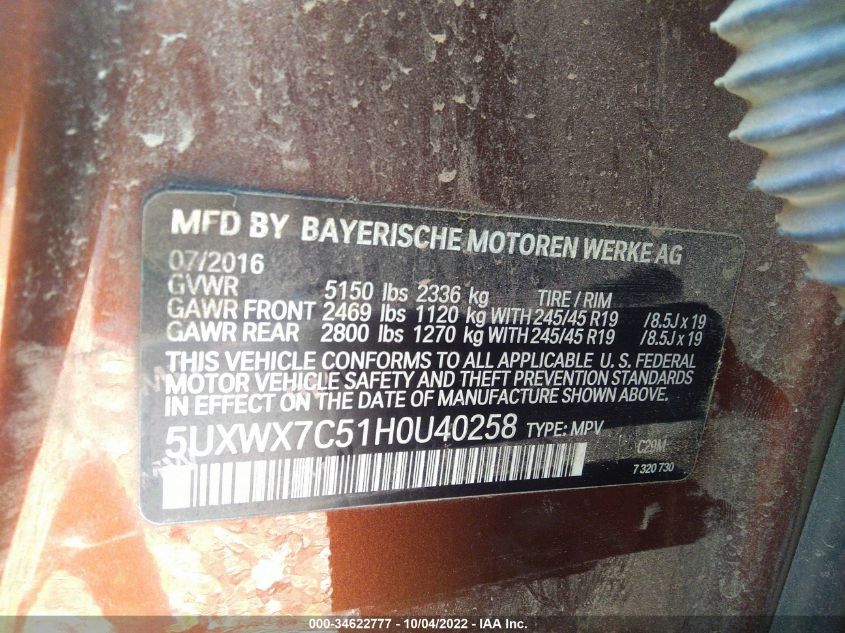 MFD BY BAYERISCHE MOTOREN WERKE AG
07/2016
GVWR 5150 lbs 2336 kg TIRE / RIM
GAWR FRONT 2469 lbs 1120 kg WITH 245/45 R19 /8.5J x 19
GAWR REAR 2800 lbs 1270 kg WITH 245/45 R19 /8.5J x 19
THIS VEHICLE CONFORMS TO ALL APPLICABLE U. S. FEDERAL
MOTOR VEHICLE SAFETY AND THEFT PREVENTION STANDARDS
IN EFFECT ON THE DATE OF MANUFACTURE SHOWN ABOVE.
5UXWX7C51H0U40258 TYPE: MPV
C29M
7 320 730
000-34622777 - 10/04/2022 - IAA Inc.